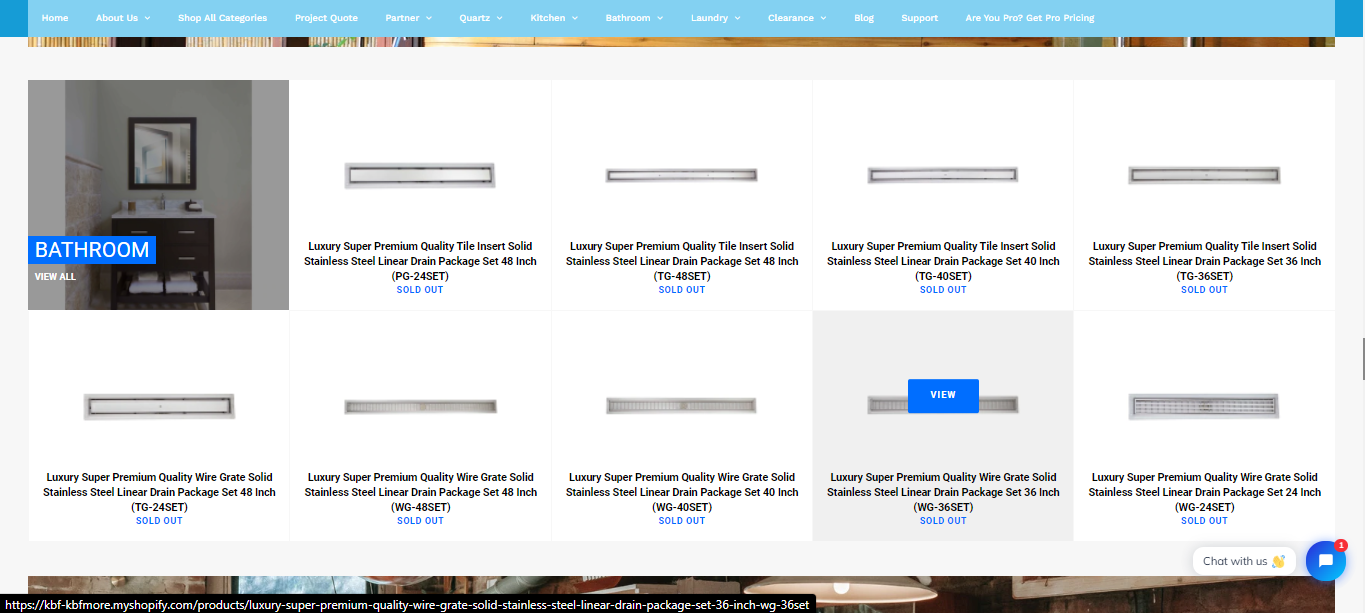 Home
About Us
Shop All Categories
Project Quote
Partner
Quartz
Kitchen
Bathroom
Laundry
Clearance
Blog
Support
Are You Pro? Get Pro Pricing
BATHROOM
VIEW ALL
Luxury Super Premium Quality Tile Insert Solid
Stainless Steel Linear Drain Package Set 48 Inch
(PG-24SET)
SOLD OUT
Luxury Super Premium Quality Tile Insert Solid
Stainless Steel Linear Drain Package Set 48 Inch
(TG-48SET)
SOLD OUT
Luxury Super Premium Quality Tile Insert Solid
Stainless Steel Linear Drain Package Set 40 Inch
(TG-40SET)
SOLD OUT
Luxury Super Premium Quality Tile Insert Solid
Stainless Steel Linear Drain Package Set 36 Inch
(TG-36SET)
SOLD OUT
Luxury Super Premium Quality Wire Grate Solid
Stainless Steel Linear Drain Package Set 48 Inch
(TG-24SET)
SOLD OUT
Luxury Super Premium Quality Wire Grate Solid
Stainless Steel Linear Drain Package Set 48 Inch
(WG-48SET)
SOLD OUT
Luxury Super Premium Quality Wire Grate Solid
Stainless Steel Linear Drain Package Set 40 Inch
(WG-40SET)
SOLD OUT
VIEW
Luxury Super Premium Quality Wire Grate Solid
Stainless Steel Linear Drain Package Set 36 Inch
(WG-36SET)
SOLD OUT
Luxury Super Premium Quality Wire Grate Solid
Stainless Steel Linear Drain Package Set 24 Inch
(WG-24SET)
SOLD OUT
Chat with us 👋
1
https://kbf-kbfmore.myshopify.com/products/luxury-super-premium-quality-wire-grate-solid-stainless-steel-linear-drain-package-set-36-inch-wg-36set